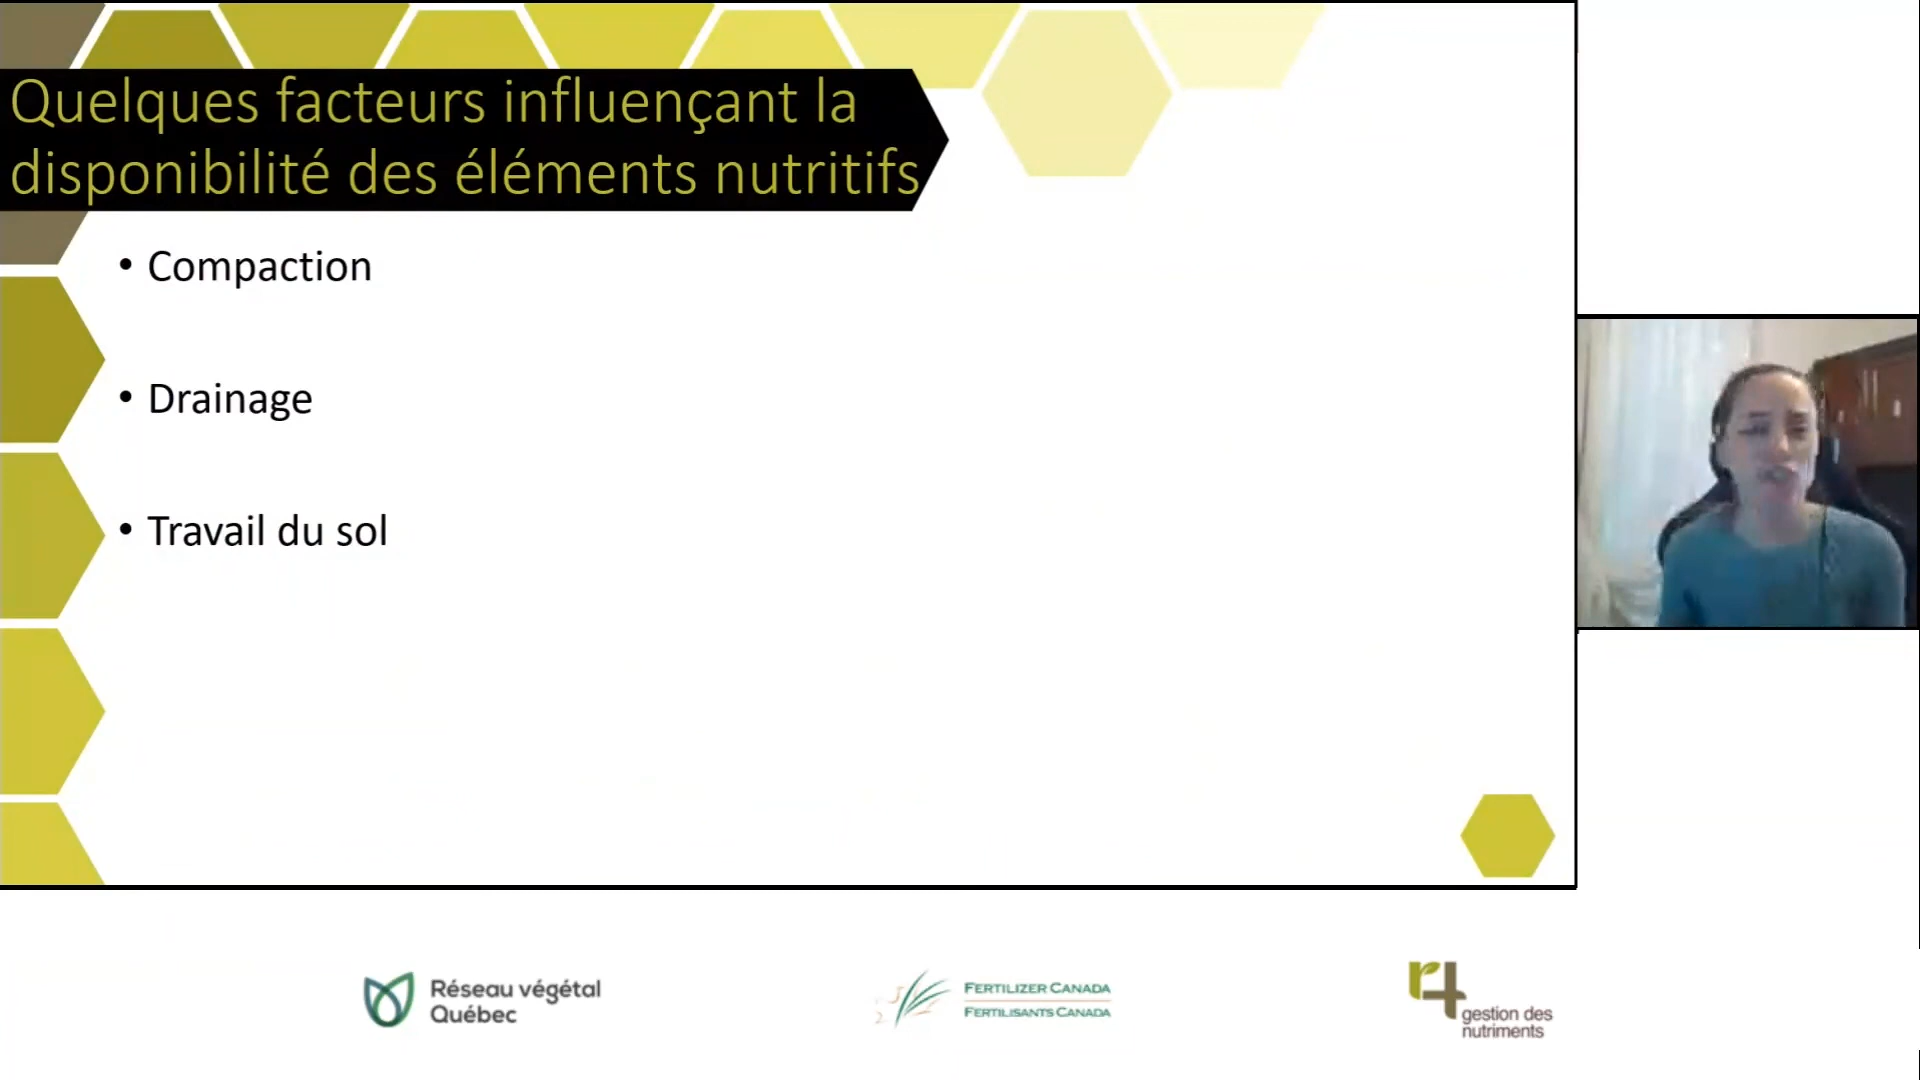 Quelques facteurs influençant la
disponibilité des éléments nutritifs
• Compaction
• Drainage
• Travail du sol
Réseau végétal
Québec
FERTILIZER CANADA
FERTILISANTS CANADA
r4
gestion des
nutriments